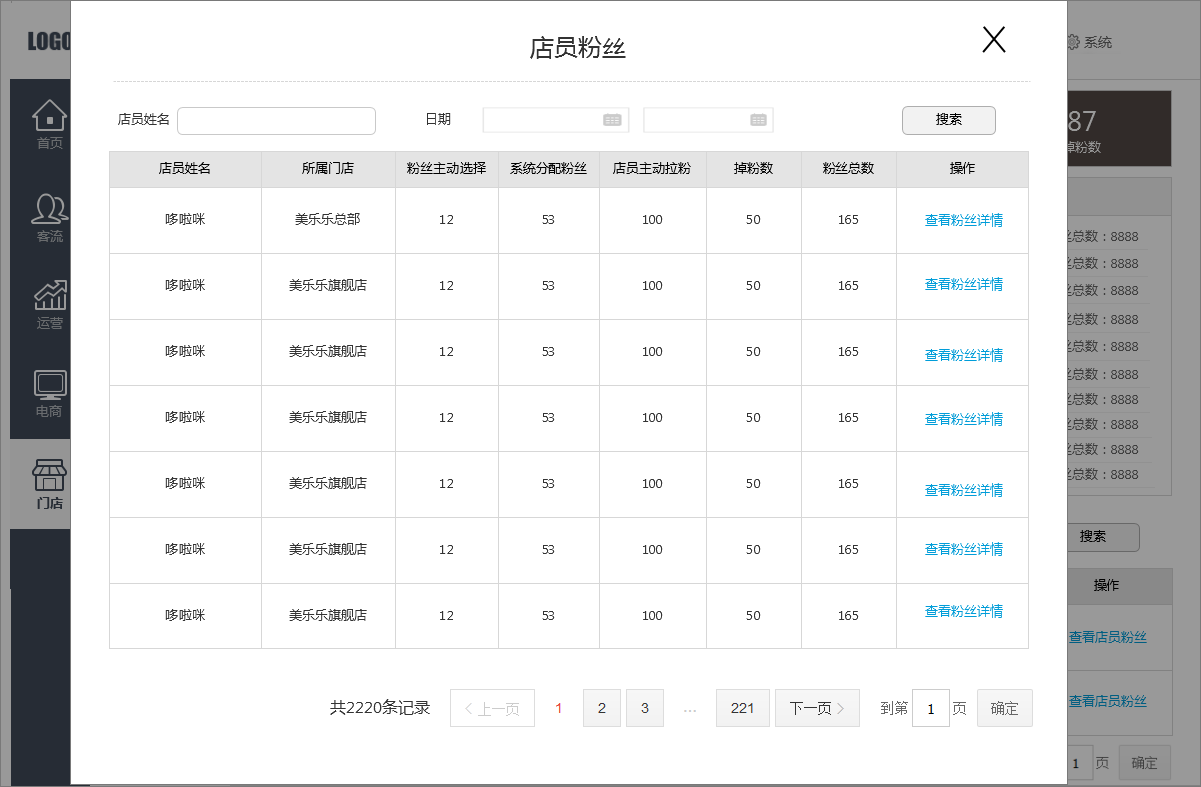 LOGO
首页
客流
运营
电商
门店
店员粉丝
X
店员姓名 日期 搜索
店员姓名 所属门店 粉丝主动选择 系统分配粉丝 店员主动拉粉 掉粉数 粉丝总数 操作
哆啦咪 美乐乐总部 12 53 100 50 165 查看粉丝详情
哆啦咪 美乐乐旗舰店 12 53 100 50 165 查看粉丝详情
哆啦咪 美乐乐旗舰店 12 53 100 50 165 查看粉丝详情
哆啦咪 美乐乐旗舰店 12 53 100 50 165 查看粉丝详情
哆啦咪 美乐乐旗舰店 12 53 100 50 165 查看粉丝详情
哆啦咪 美乐乐旗舰店 12 53 100 50 165 查看粉丝详情
哆啦咪 美乐乐旗舰店 12 53 100 50 165 查看粉丝详情
共2220条记录 上一页 1 2 3 ... 221 下一页 到第 1 页 确定
系统
87
掉粉数
丝总数：8888
丝总数：8888
丝总数：8888
丝总数：8888
丝总数：8888
丝总数：8888
丝总数：8888
丝总数：8888
丝总数：8888
丝总数：8888
搜索
操作
查看店员粉丝
查看店员粉丝
1 页 确定